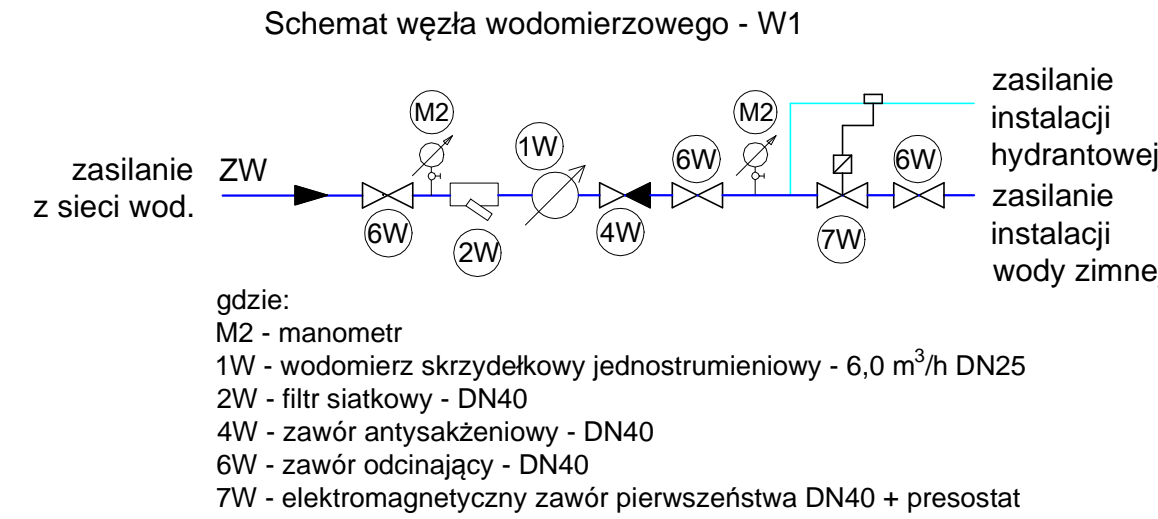 Schemat węzła wodomierzowego - W1
zasilanie
z sieci wod.
ZW
6W
M2
2W
1W
4W
6W
M2
7W
6W
zasilanie
instalacji
hydrantowej
zasilanie
instalacji
wody zimne
gdzie:
M2 - manometr
1W - wodomierz skrzydełkowy jednostrumieniowy - 6,0 m³/h DN25
2W - filtr siatkowy - DN40
4W - zawór antysakżeniowy - DN40
6W - zawór odcinający - DN40
7W - elektromagnetyczny zawór pierwszeństwa DN40 + presostat